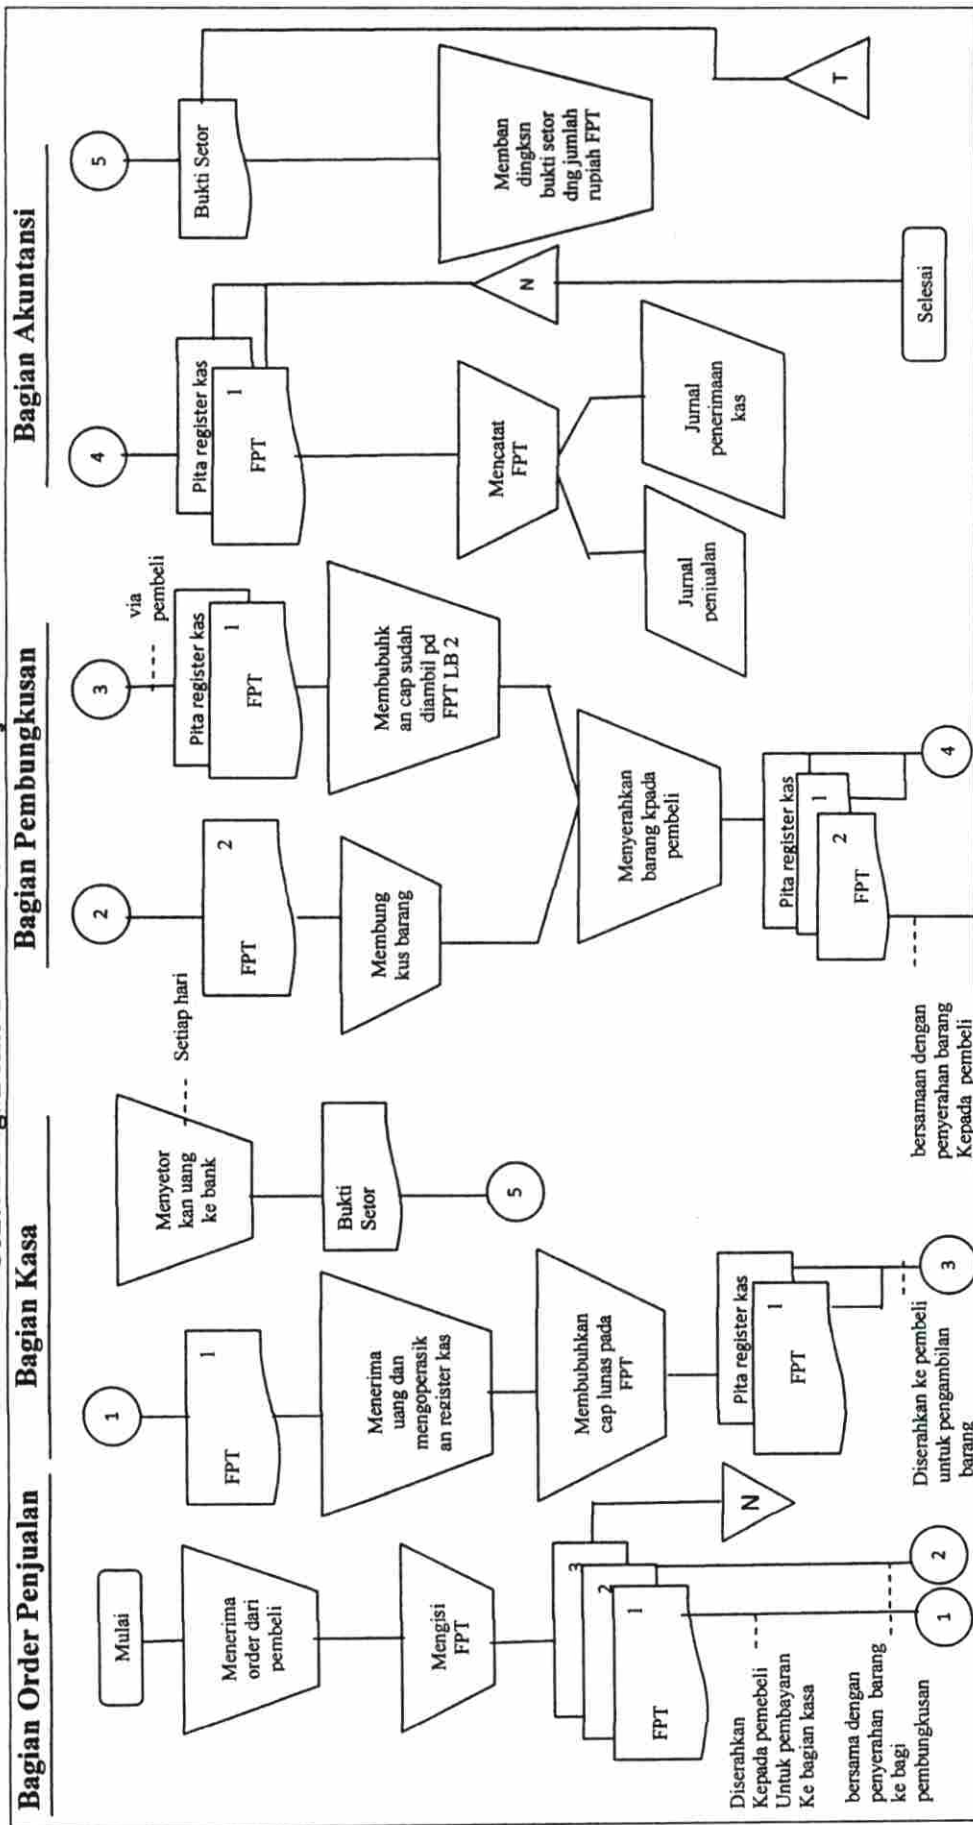 Bagian Order Penjualan
Mulai
Menerima
order dari
pembeli
Mengisi
FPT
3
2
1
FPT
N
Diserahkan
Kepada pemebeli
Untuk pembayaran
Ke bagian kasa
bersama dengan
penyerahan barang
ke bagi
pembungkusan
1
2
Bagian Kasa
1
1
FPT
Menerima
uang dan
mengoperasik
an register kas
Membubuhkan
cap lunas pada
FPT
Pita register kas
1
FPT
Diserahkan ke pembeli
untuk pengambilan
barang
3
Menyetor
kan uang
ke bank
Setiap hari
Bukti
Setor
5
Bagian Pembungkusan
2
2
FPT
Membung
kus barang
3
via
pembeli
Pita register kas
1
FPT
Membubuhk
an cap sudah
diambil pd
FPT LB 2
Menyerahkan
barang kpada
pembeli
Pita register kas
1
2
FPT
4
bersamaan dengan
penyerahan barang
Kepada pembeli
Bagian Akuntansi
4
Pita register kas
1
FPT
Mencatat
FPT
Jurnal
penjualan
Jurnal
penerimaan
kas
N
Selesai
5
Bukti Setor
Memban
dingksn
bukti setor
dng jumlah
rupiah FPT
T